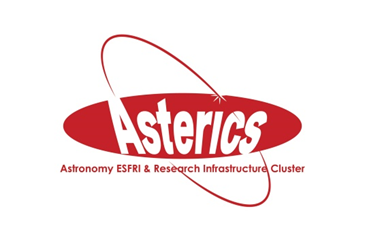 Asterics
Astronomy ESFRI & Research Infrastructure Cluster